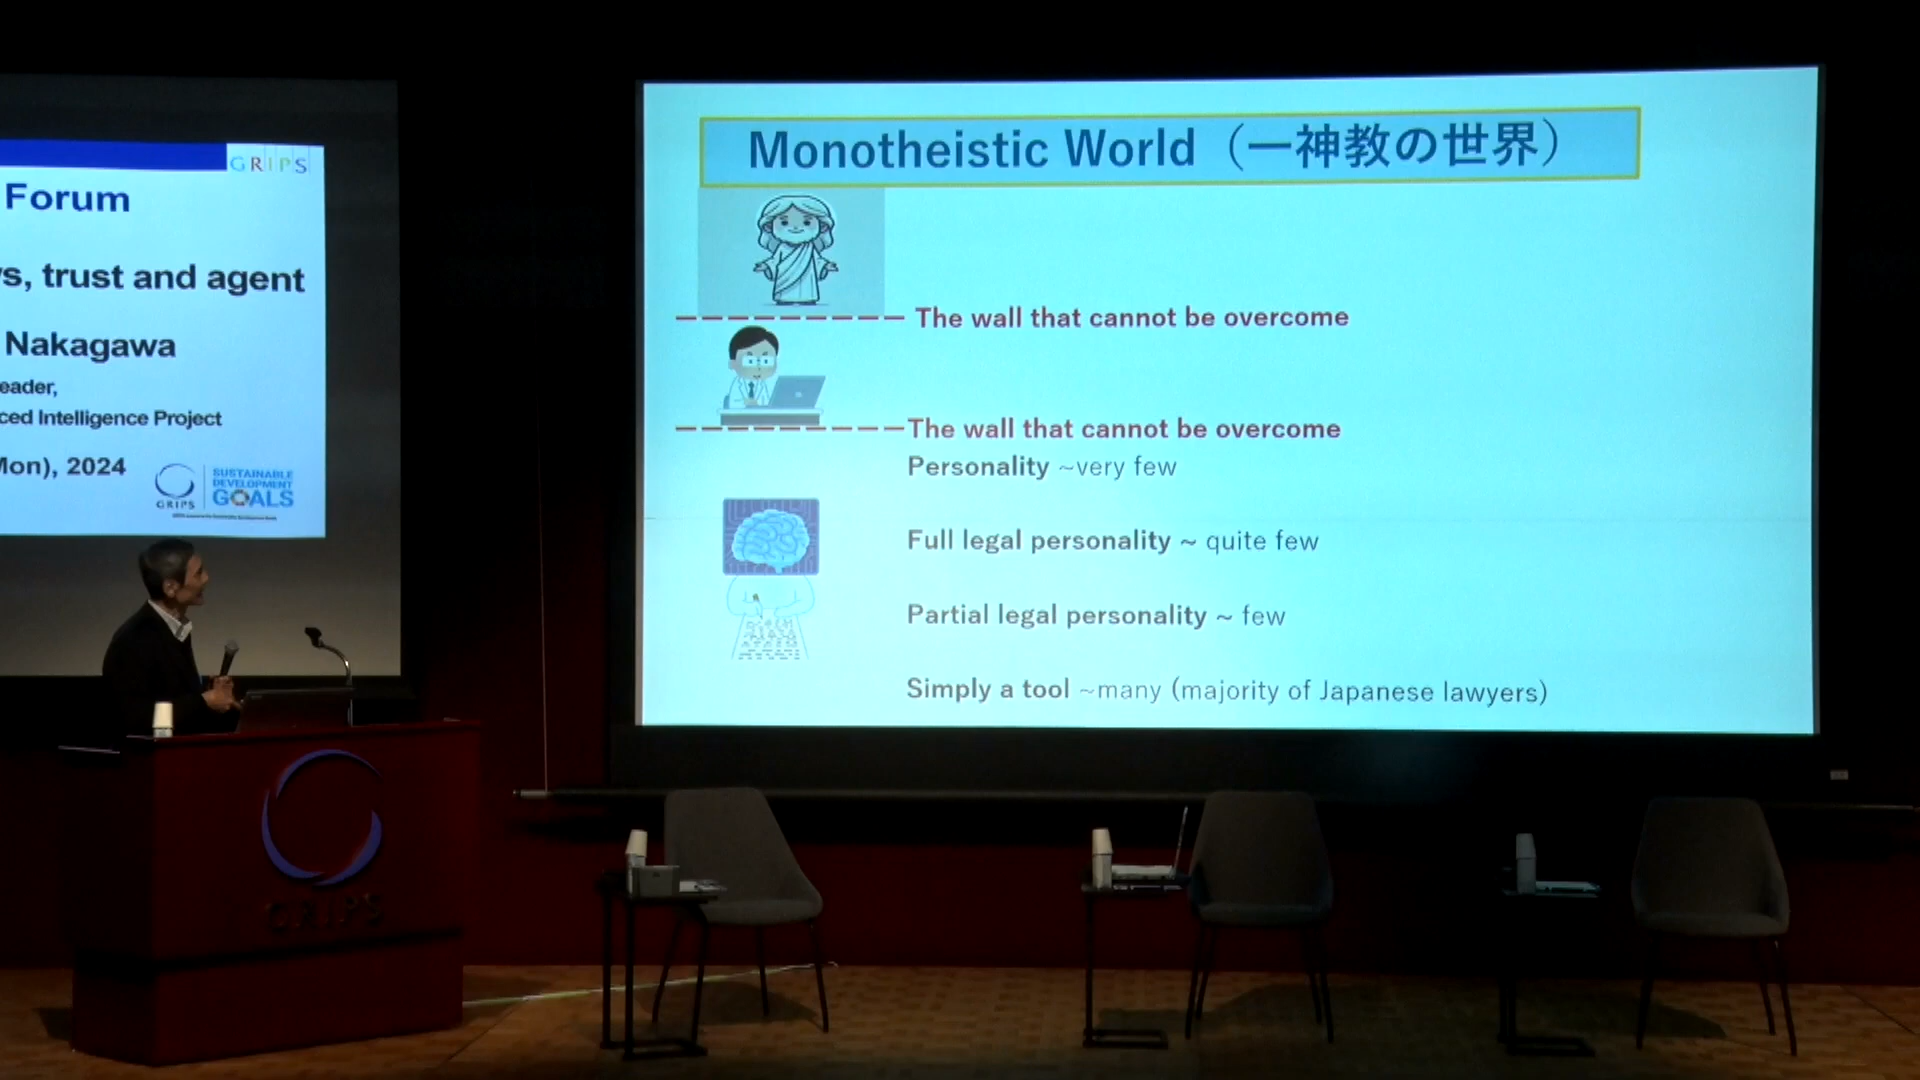 GRIPS
Forum
s, trust and agent
Nakagawa
eader,
ced Intelligence Project
Mon), 2024
GRIPS
SUSTAINABLE
DEVELOPMENT
GOALS
Monotheistic World（一神教の世界）
The wall that cannot be overcome
The wall that cannot be overcome
Personality ~very few
Full legal personality ~ quite few
Partial legal personality ~ few
Simply a tool ~many (majority of Japanese lawyers)
GRIPS